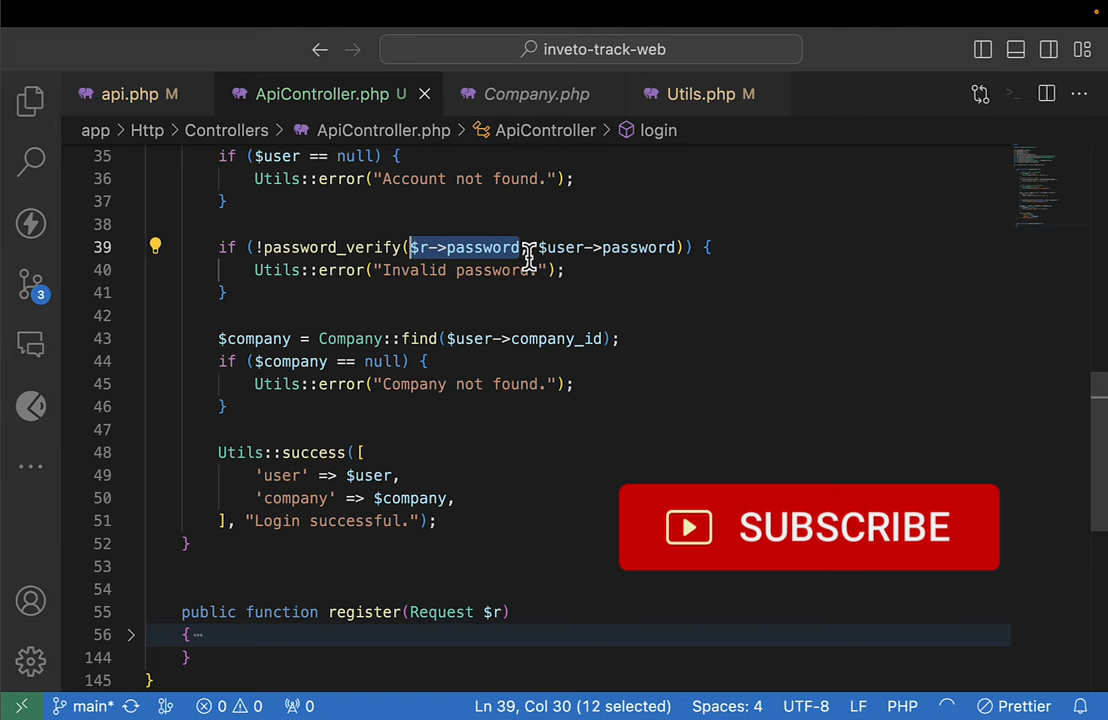 inveto-track-web
api.php M
ApiController.php U
Company.php
Utils.php M
app > Http > Controllers > ApiController.php > ApiController > login
35 if ($user == null) {
36 Utils::error("Account not found.");
37 }
38
39 if (!password_verify($r->password, $user->password)) {
40 Utils::error("Invalid password.");
41 }
42
43 $company = Company::find($user->company_id);
44 if ($company == null) {
45 Utils::error("Company not found.");
46 }
47
48 Utils::success([
49 'user' => $user,
50 'company' => $company,
51 ], "Login successful.");
52 }
53
54
55 public function register(Request $r)
56 { ⋯
144 }
145 }
3
SUBSCRIBE
main* 0 0 0 Ln 39, Col 30 (12 selected) Spaces: 4 UTF-8 LF PHP Prettier